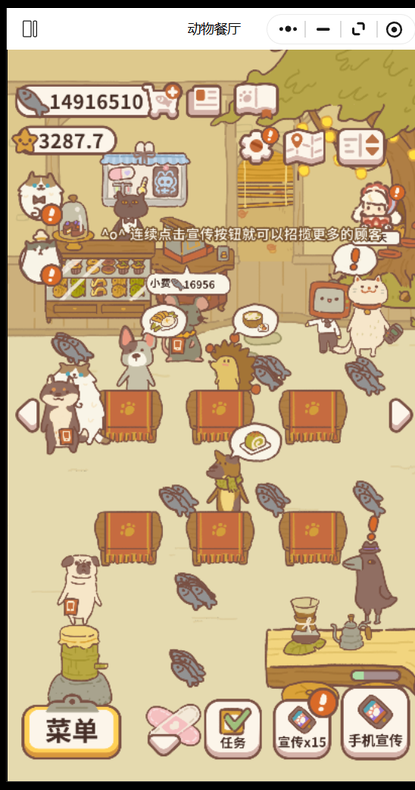 动物餐厅
14916510
3287.7
^o^ 连续点击宣传按钮就可以招揽更多的顾客
小费 16956
菜单
任务
宣传x15
手机宣传